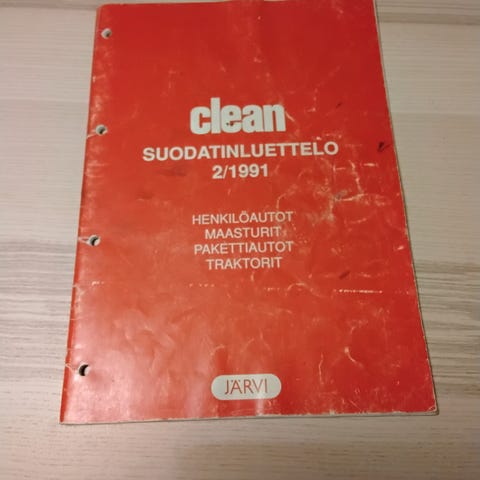 clean
SUODATINLUETTELO
2/1991
HENKILÖAUTOT
MAASTURIT
PAKETTIAUTOT
TRAKTORIT
JÄRVI